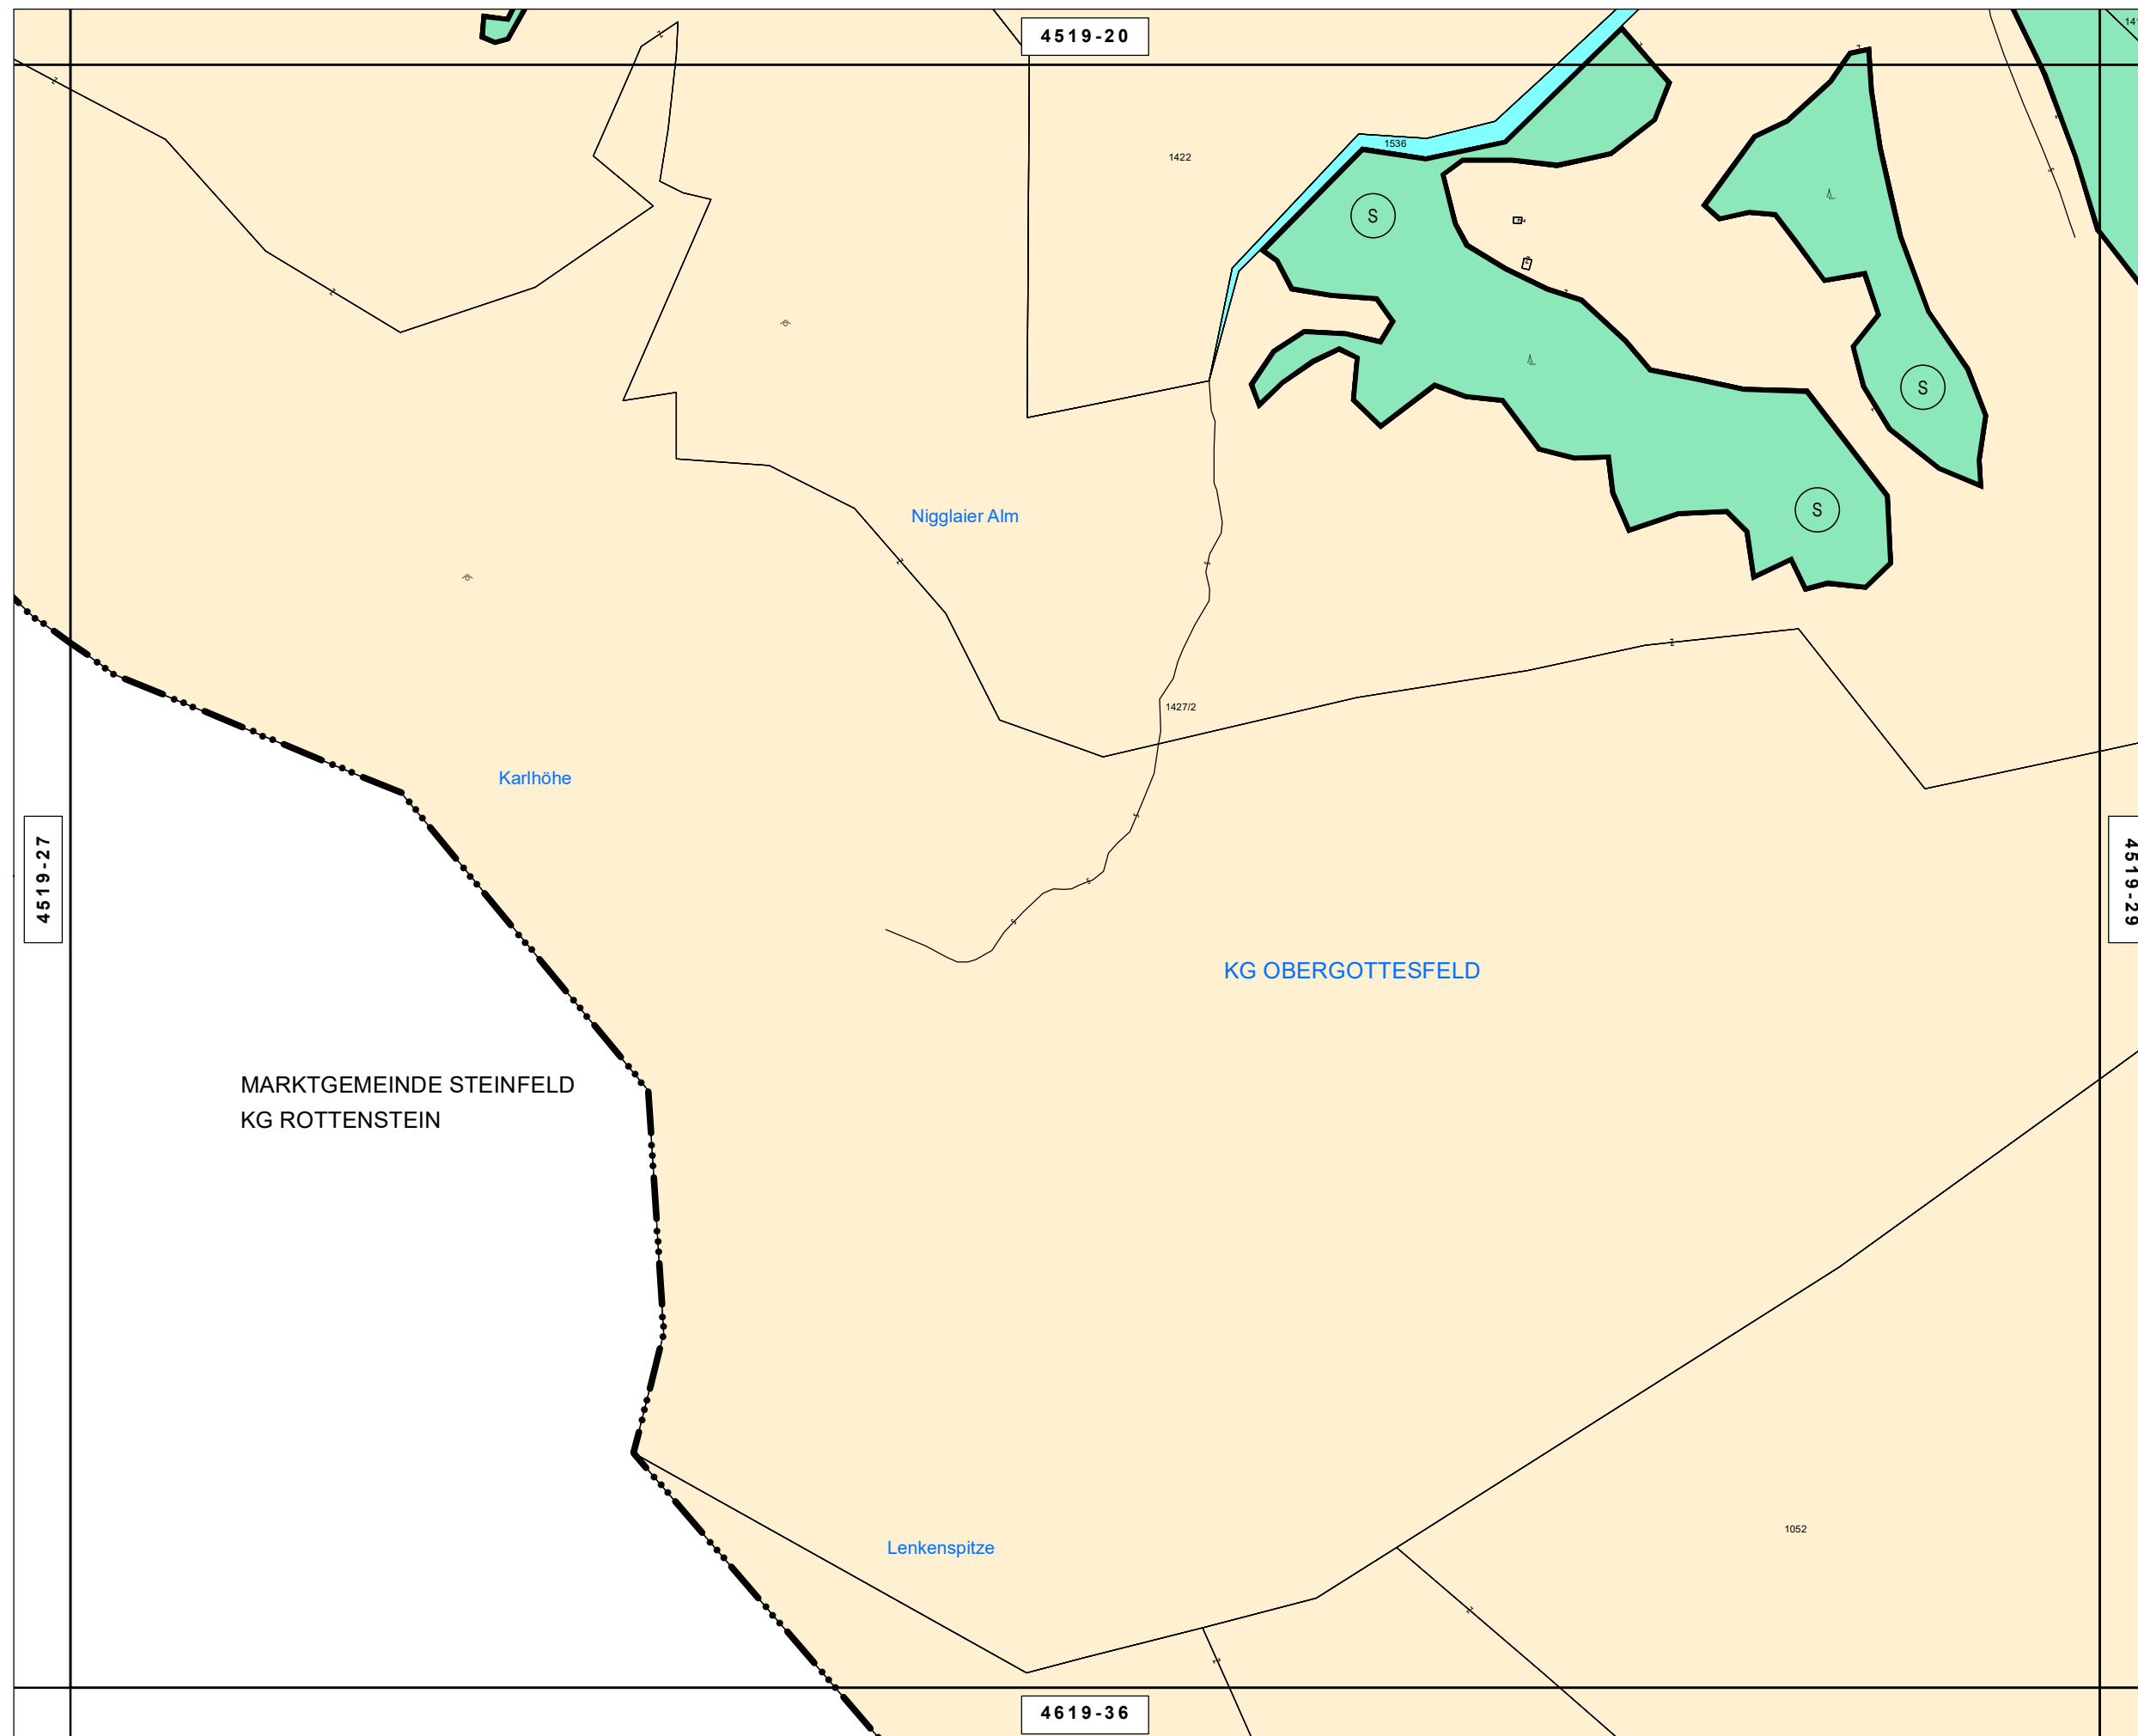 4519-20
1422
1536
S
S
S
Nigglaier Alm
1427/2
Karlhöhe
4519-27
4519-29
KG OBERGOTTESFELD
MARKTGEMEINDE STEINFELD
KG ROTTENSTEIN
1052
Lenkenspitze
4619-36